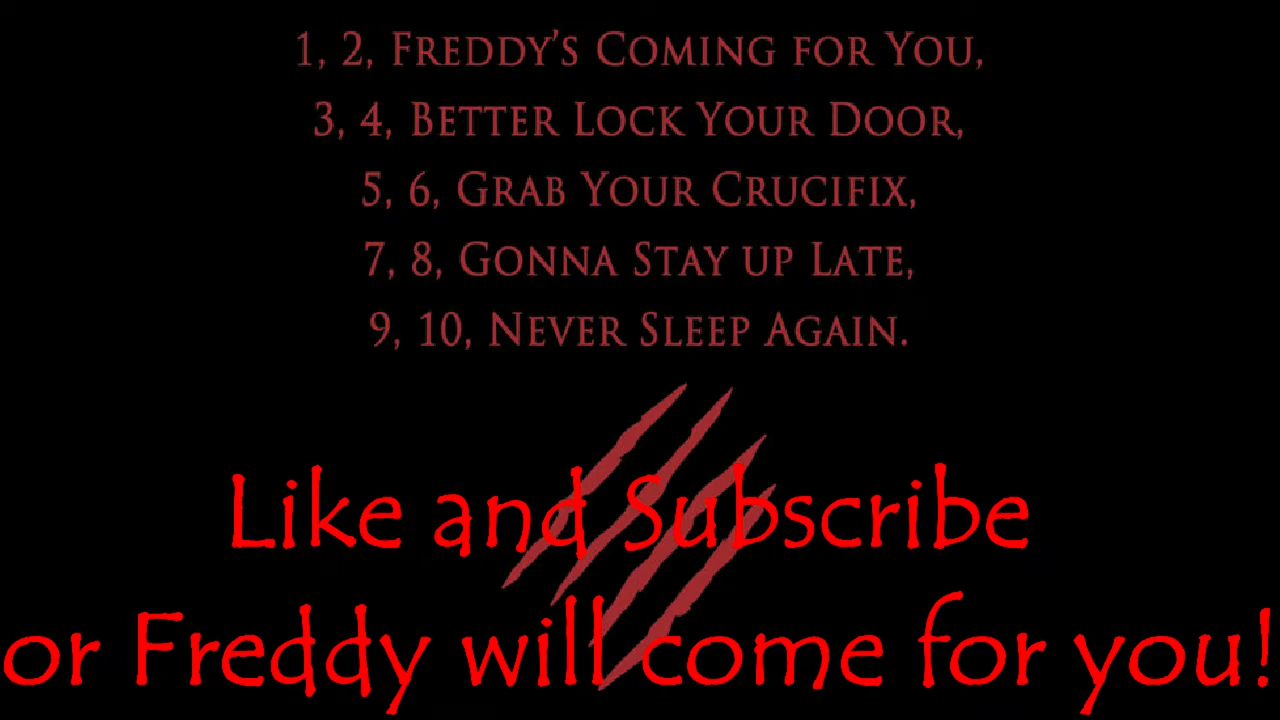 1, 2, Freddy's Coming for You,
3, 4, Better Lock Your Door,
5, 6, Grab Your Crucifix,
7, 8, Gonna Stay up Late,
9, 10, Never Sleep Again.
Like and Subscribe
or Freddy will come for you!